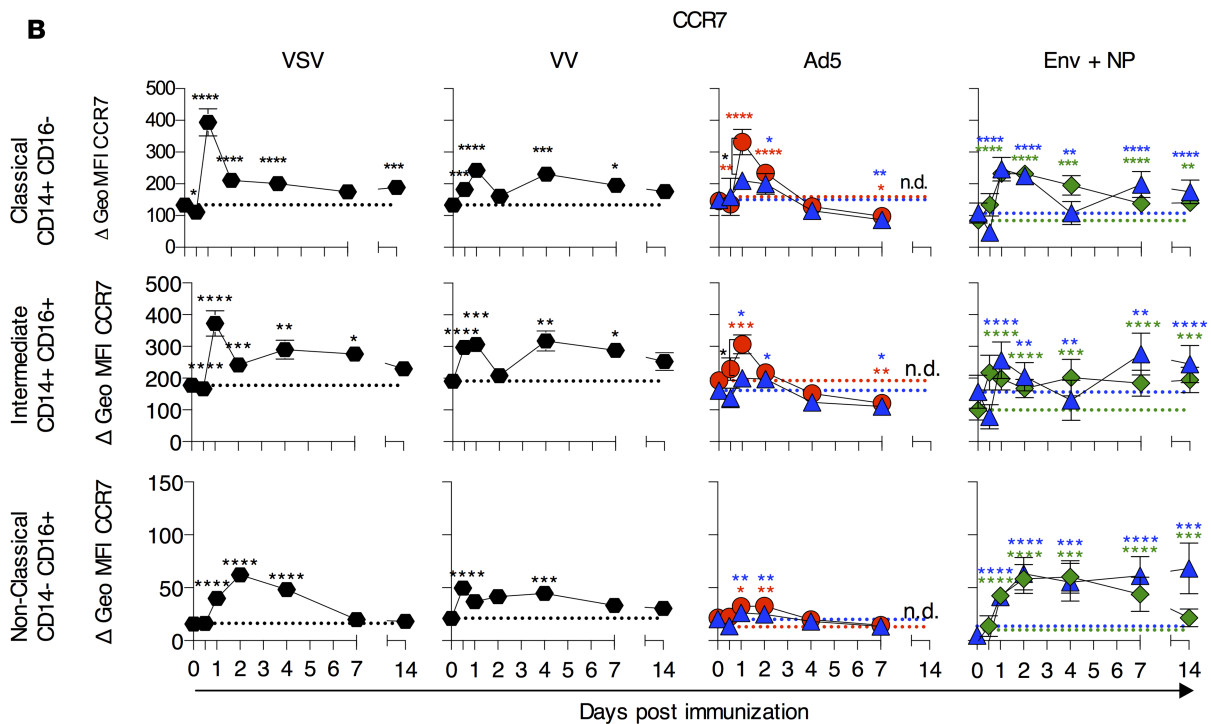 B
CCR7
VSV VV Ad5 Env + NP
Classical
CD14+ CD16-
Δ Geo MFI CCR7
500
400
300
200
100
0
* **** **** **** ***
*** **** *** *
* ** **** * **** ** * n.d.
**** **** **** **** ** *** **** **** **** **
Intermediate
CD14+ CD16+
Δ Geo MFI CCR7
500
400
300
200
100
0
**** **** *** ** *
**** *** ** *
* * *** * * ** n.d.
**** **** ** **** ** *** ** **** **** ***
Non-Classical
CD14- CD16+
Δ Geo MFI CCR7
150
100
50
0
**** **** ****
**** ***
** * ** ** n.d.
**** **** **** **** *** *** **** **** *** ***
0 1 2 3 4 5 6 7 14 0 1 2 3 4 5 6 7 14 0 1 2 3 4 5 6 7 14 0 1 2 3 4 5 6 7 14
Days post immunization